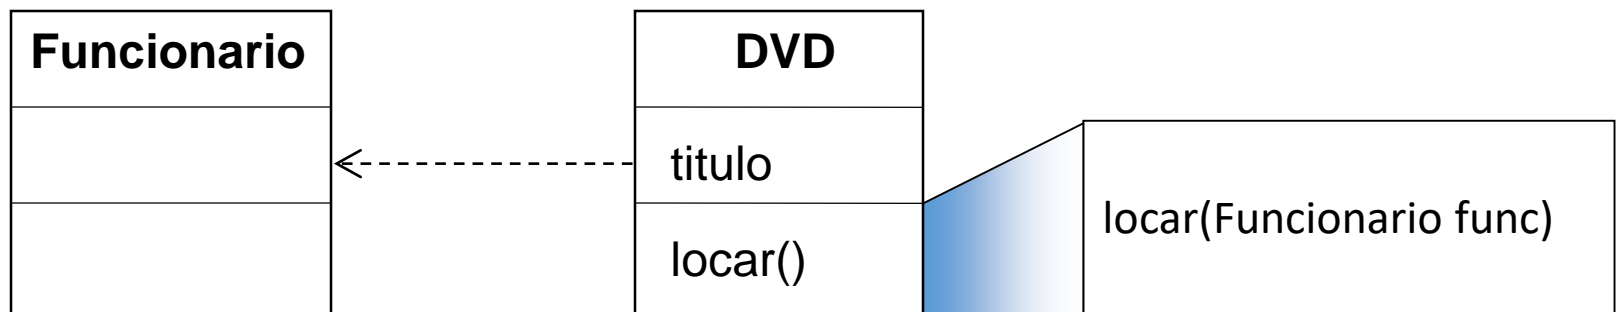 Funcionario
DVD
titulo
locar()
locar(Funcionario func)